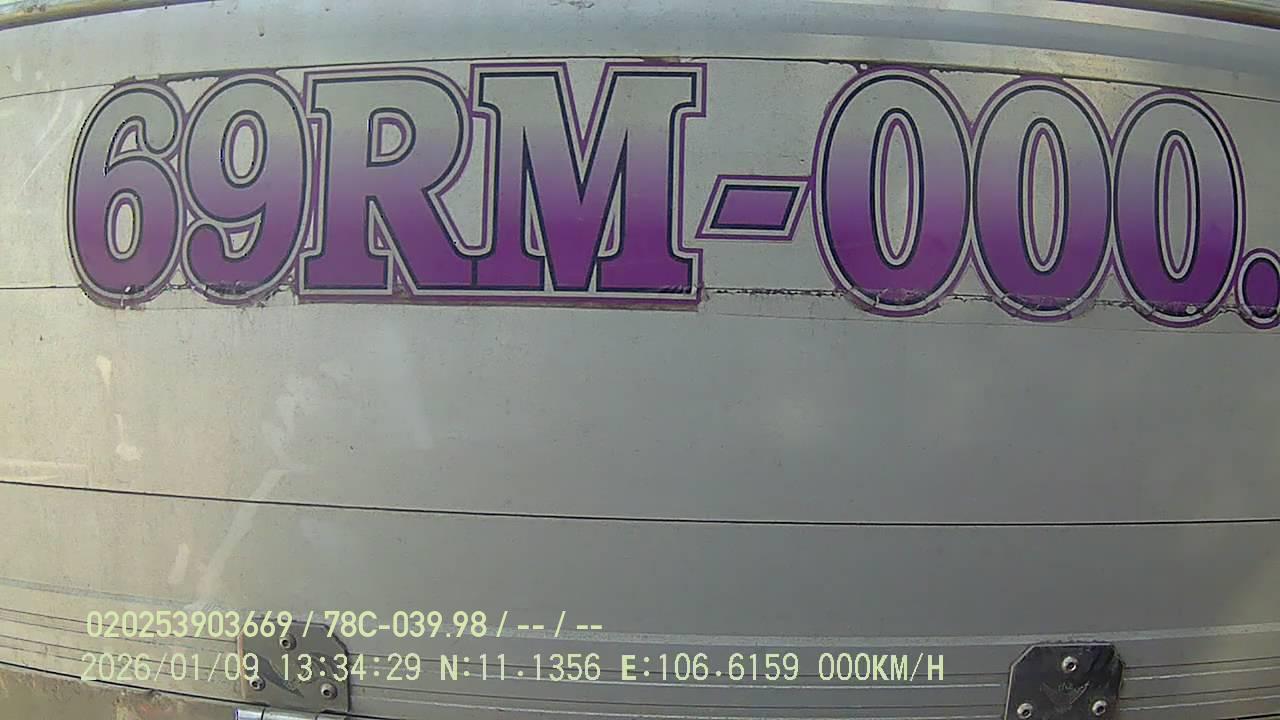 69RM-000.
020253903669 / 78C-039.98 / -- / --
2026/01/09 13:34:29 N:11.1356 E:106.6159 000KM/H